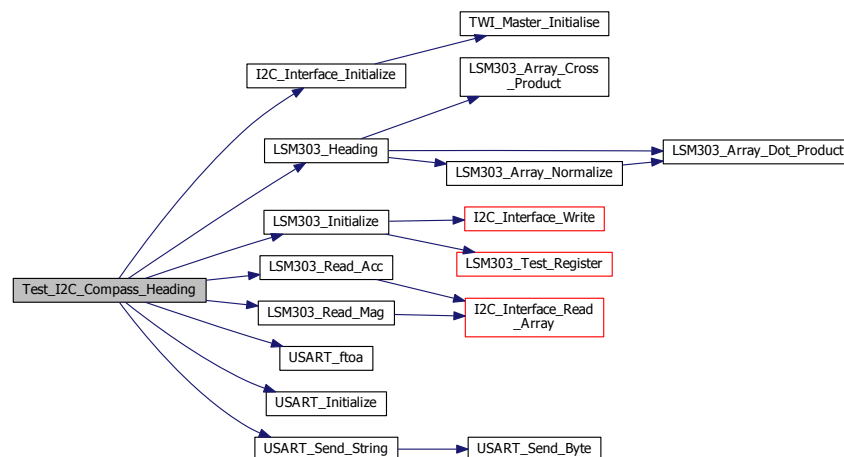 TWI_Master_Initialise
I2C_Interface_Initialize
LSM303_Array_Cross
_Product
LSM303_Heading
LSM303_Array_Dot_Product
LSM303_Array_Normalize
I2C_Interface_Write
LSM303_Initialize
LSM303_Test_Register
LSM303_Read_Acc
Test_I2C_Compass_Heading
I2C_Interface_Read
_Array
LSM303_Read_Mag
USART_ftoa
USART_Initialize
USART_Send_String
USART_Send_Byte